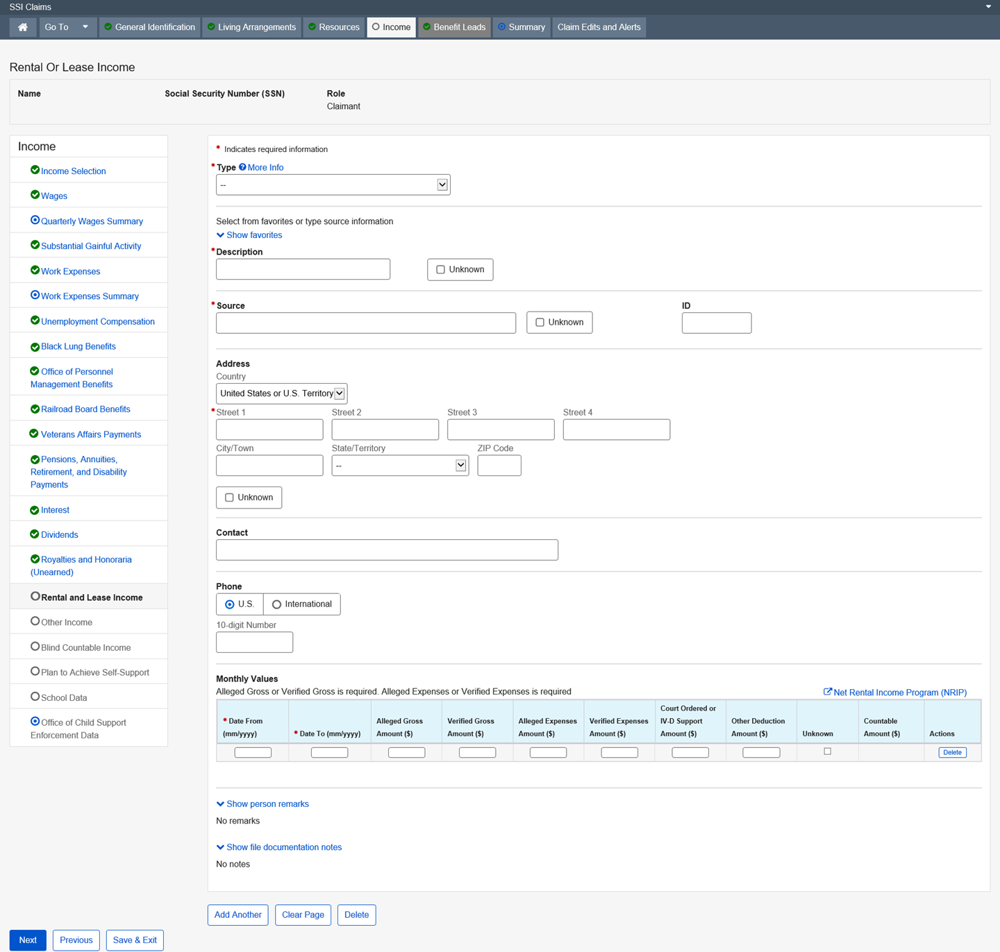 SSI Claims
Go To
General Identification
Living Arrangements
Resources
Income
Benefit Leads
Summary
Claim Edits and Alerts
Rental Or Lease Income
Name
Social Security Number (SSN)
Role
Claimant
Income
Income Selection
Wages
Quarterly Wages Summary
Substantial Gainful Activity
Work Expenses
Work Expenses Summary
Unemployment Compensation
Black Lung Benefits
Office of Personnel
Management Benefits
Railroad Board Benefits
Veterans Affairs Payments
Pensions, Annuities,
Retirement, and Disability
Payments
Interest
Dividends
Royalties and Honoraria
(Unearned)
Rental and Lease Income
Other Income
Blind Countable Income
Plan to Achieve Self-Support
School Data
Office of Child Support
Enforcement Data
* Indicates required information
* Type ? More Info
--
Select from favorites or type source information
Show favorites
* Description
Unknown
* Source
Unknown
ID
Address
Country
United States or U.S. Territory
* Street 1
Street 2
Street 3
Street 4
City/Town
State/Territory
ZIP Code
--
Unknown
Contact
Phone
U.S.
International
10-digit Number
Monthly Values
Alleged Gross or Verified Gross is required. Alleged Expenses or Verified Expenses is required
Net Rental Income Program (NRIP)
* Date From
(mm/yyyy)
* Date To (mm/yyyy)
Alleged Gross
Amount ($)
Verified Gross
Amount ($)
Alleged Expenses
Amount ($)
Verified Expenses
Amount ($)
Court Ordered or
IV-D Support
Amount ($)
Other Deduction
Amount ($)
Unknown
Countable
Amount ($)
Actions
Delete
Show person remarks
No remarks
Show file documentation notes
No notes
Add Another
Clear Page
Delete
Next
Previous
Save & Exit